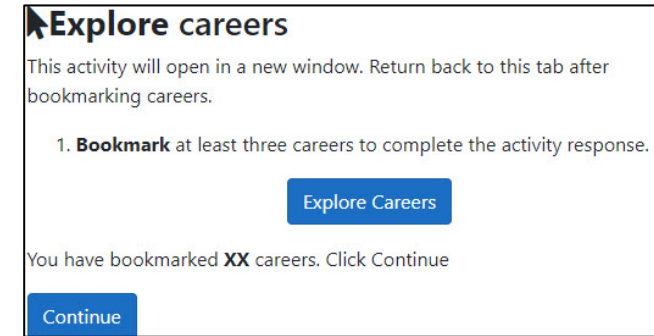 Explore careers
This activity will open in a new window. Return back to this tab after
bookmarking careers.
1. Bookmark at least three careers to complete the activity response.
Explore Careers
You have bookmarked XX careers. Click Continue
Continue